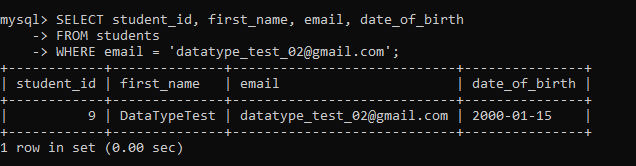 mysql> SELECT student_id, first_name, email, date_of_birth
    -> FROM students
    -> WHERE email = 'datatype_test_02@gmail.com';
+------------+--------------+----------------------------+---------------+
| student_id | first_name   | email                      | date_of_birth |
+------------+--------------+----------------------------+---------------+
|          9 | DataTypeTest | datatype_test_02@gmail.com | 2000-01-15    |
+------------+--------------+----------------------------+---------------+
1 row in set (0.00 sec)